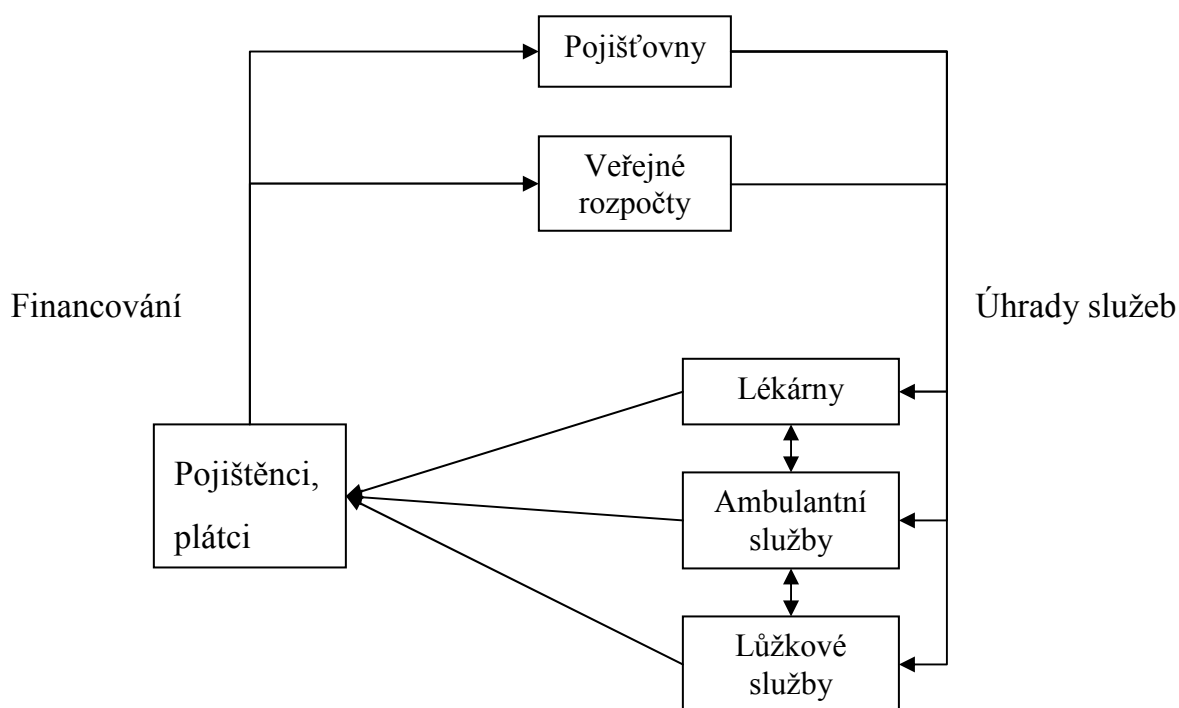 Pojišťovny
Veřejné
rozpočty
Financování
Úhrady služeb
Lékárny
Pojištěnci,
plátci
Ambulantní
služby
Lůžkové
služby